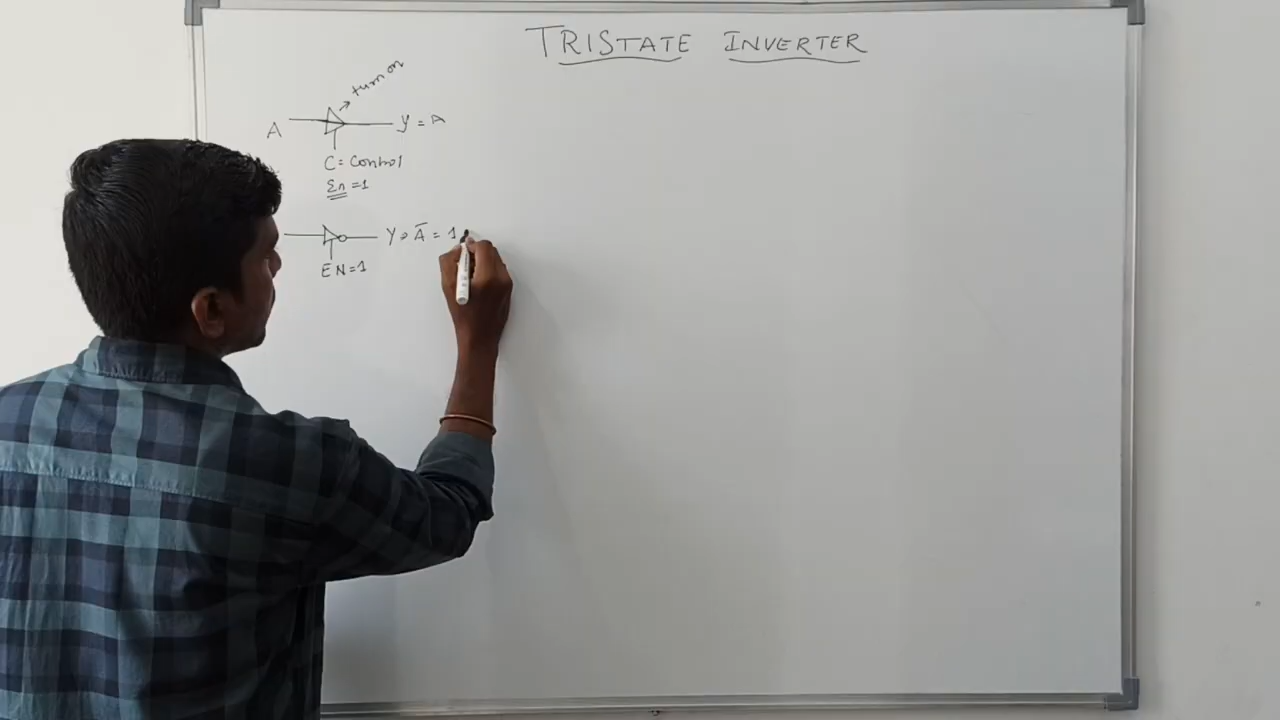 TRISTATE INVERTER
turn on
A y = A
C = Control
En = 1
Y = A̅ = 1
EN = 1